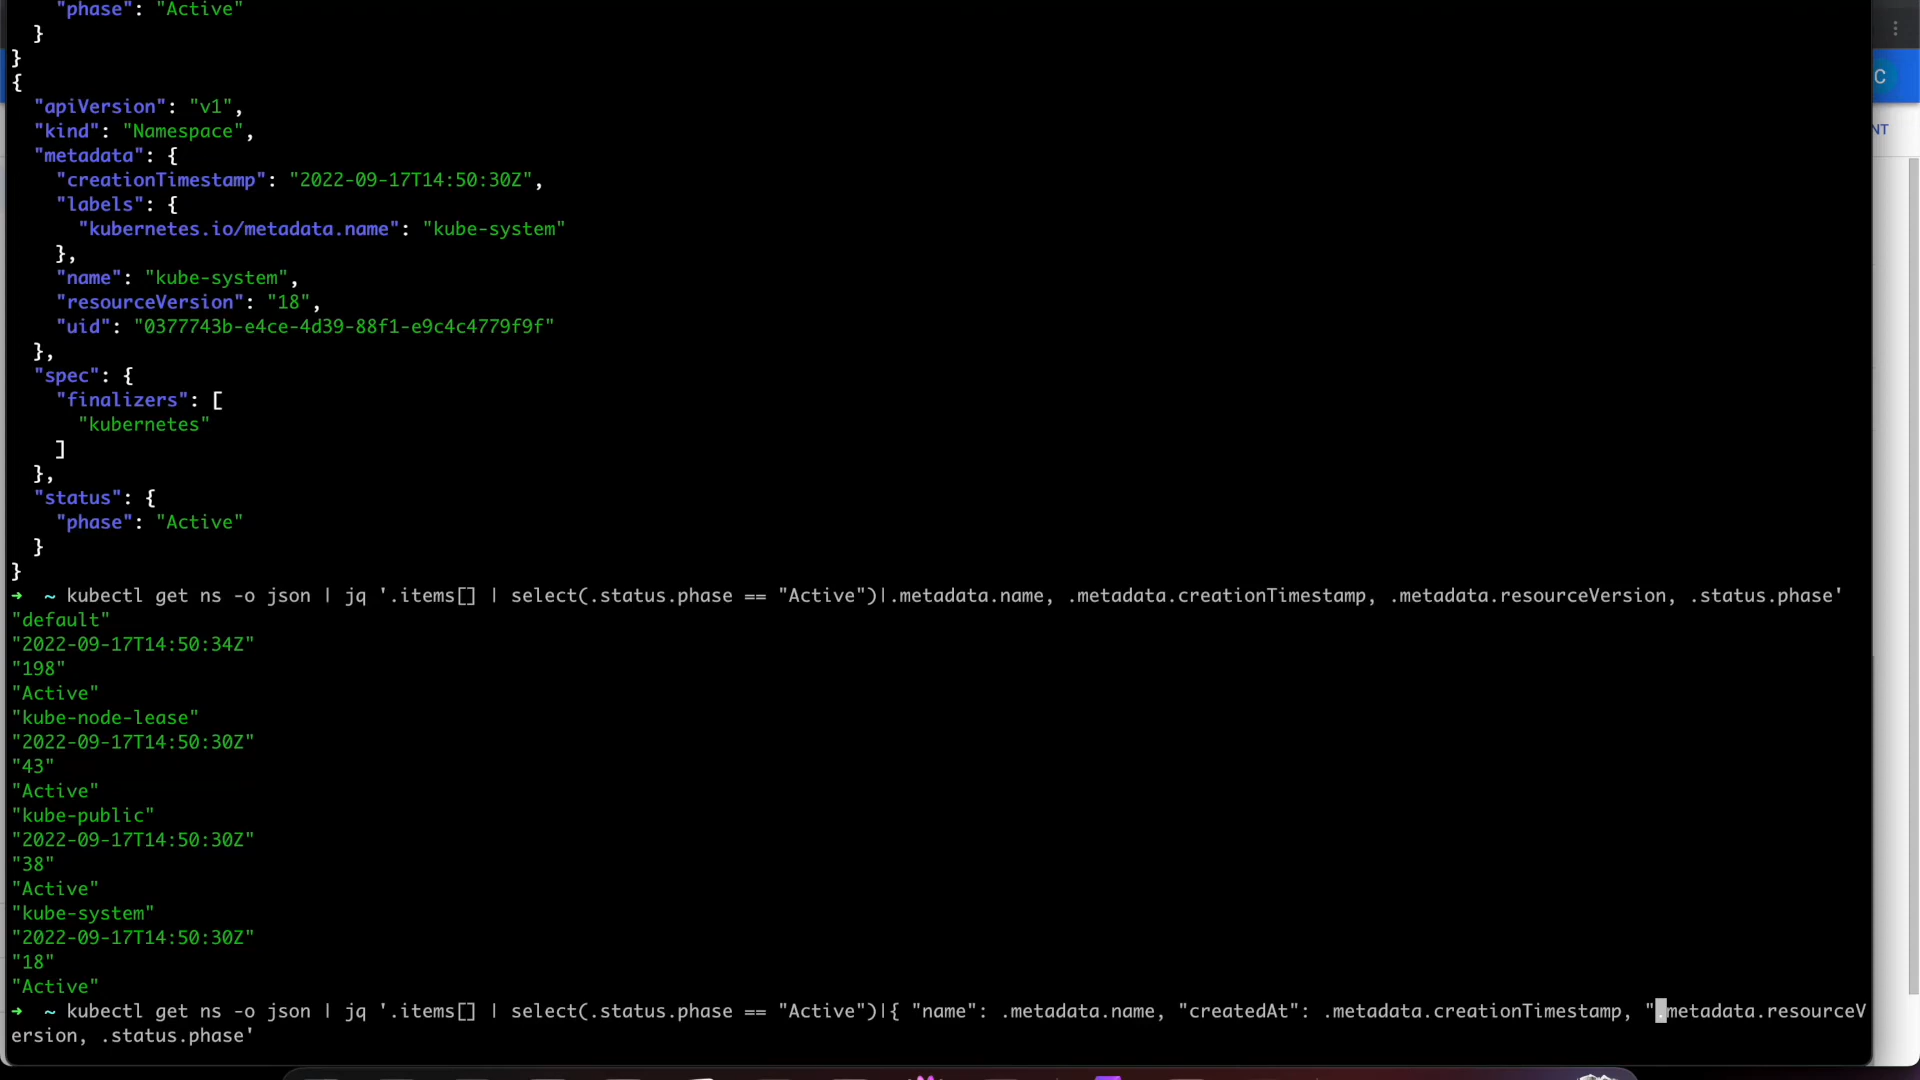 "phase": "Active"
}
}
{
"apiVersion": "v1",
"kind": "Namespace",
"metadata": {
"creationTimestamp": "2022-09-17T14:50:30Z",
"labels": {
"kubernetes.io/metadata.name": "kube-system"
},
"name": "kube-system",
"resourceVersion": "18",
"uid": "0377743b-e4ce-4d39-88f1-e9c4c4779f9f"
},
"spec": {
"finalizers": [
"kubernetes"
]
},
"status": {
"phase": "Active"
}
}
➜ ~ kubectl get ns -o json | jq '.items[] | select(.status.phase == "Active")|.metadata.name, .metadata.creationTimestamp, .metadata.resourceVersion, .status.phase'
"default"
"2022-09-17T14:50:34Z"
"198"
"Active"
"kube-node-lease"
"2022-09-17T14:50:30Z"
"43"
"Active"
"kube-public"
"2022-09-17T14:50:30Z"
"38"
"Active"
"kube-system"
"2022-09-17T14:50:30Z"
"18"
"Active"
➜ ~ kubectl get ns -o json | jq '.items[] | select(.status.phase == "Active")|{ "name": .metadata.name, "createdAt": .metadata.creationTimestamp, ".metadata.resourceV
ersion, .status.phase'
C
NT